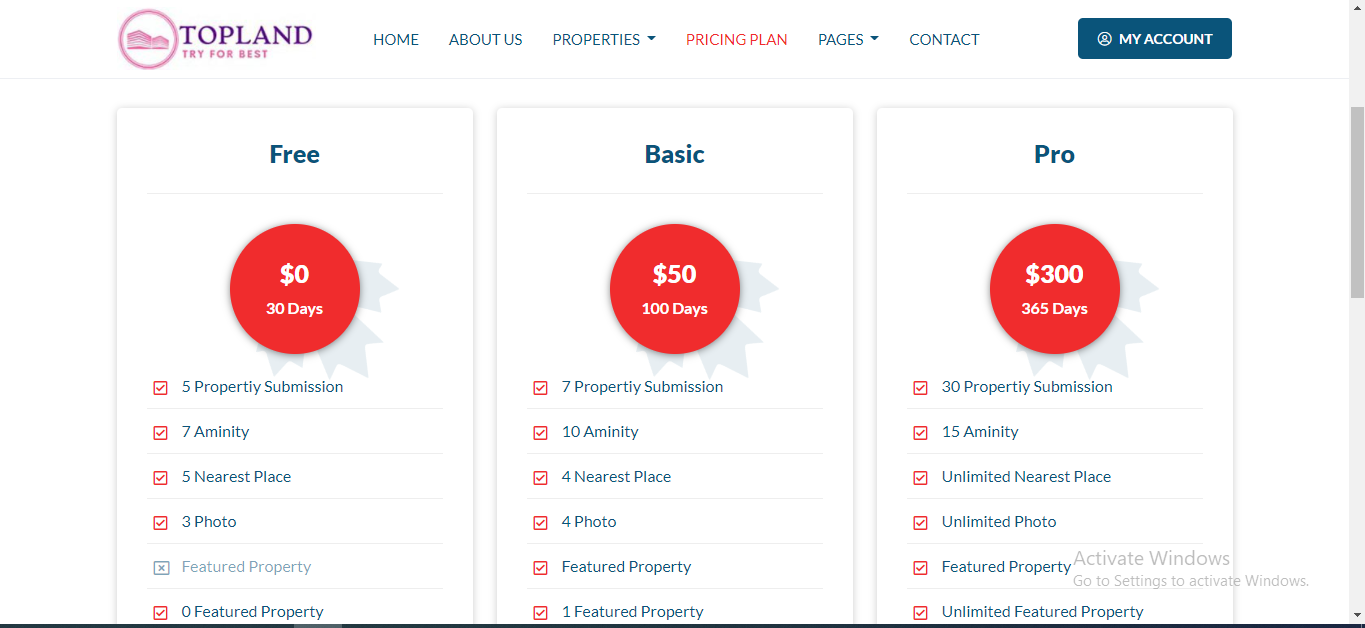 TOPLAND
TRY FOR BEST
HOME ABOUT US PROPERTIES PRICING PLAN PAGES CONTACT
MY ACCOUNT
Free
$0
30 Days
5 Propertiy Submission
7 Aminity
5 Nearest Place
3 Photo
Featured Property
0 Featured Property
Basic
$50
100 Days
7 Propertiy Submission
10 Aminity
4 Nearest Place
4 Photo
Featured Property
1 Featured Property
Pro
$300
365 Days
30 Propertiy Submission
15 Aminity
Unlimited Nearest Place
Unlimited Photo
Featured Property
Unlimited Featured Property
Activate Windows
Go to Settings to activate Windows.